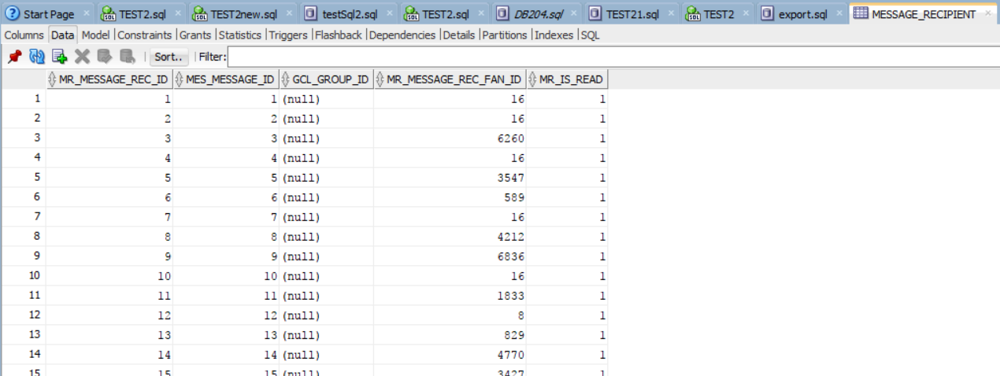 Start Page TEST2.sql TEST2new.sql testSql2.sql TEST2.sql DB204.sql TEST21.sql TEST2 export.sql MESSAGE_RECIPIENT
Columns Data Model Constraints Grants Statistics Triggers Flashback Dependencies Details Partitions Indexes SQL
Sort.. Filter:
MR_MESSAGE_REC_ID MES_MESSAGE_ID GCL_GROUP_ID MR_MESSAGE_REC_FAN_ID MR_IS_READ
1 1 1 (null) 16 1
2 2 2 (null) 16 1
3 3 3 (null) 6260 1
4 4 4 (null) 16 1
5 5 5 (null) 3547 1
6 6 6 (null) 589 1
7 7 7 (null) 16 1
8 8 8 (null) 4212 1
9 9 9 (null) 6836 1
10 10 10 (null) 16 1
11 11 11 (null) 1833 1
12 12 12 (null) 8 1
13 13 13 (null) 829 1
14 14 14 (null) 4770 1
15 15 15 (null) 3427 1